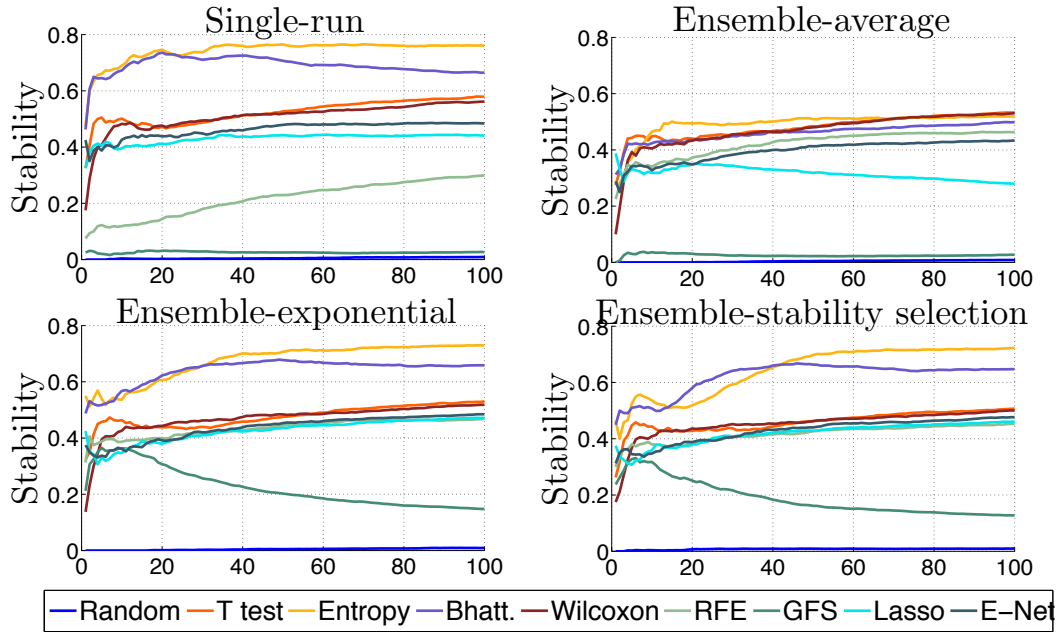 Single-run
Ensemble-average
0.8
0.6
0.4
0.2
0
Stability
0 20 40 60 80 100
0.8
0.6
0.4
0.2
0
Stability
0 20 40 60 80 100
Ensemble-exponential
Ensemble-stability selection
0.8
0.6
0.4
0.2
0
Stability
0 20 40 60 80 100
0.8
0.6
0.4
0.2
0
Stability
0 20 40 60 80 100
Random T test Entropy Bhatt. Wilcoxon RFE GFS Lasso E−Net